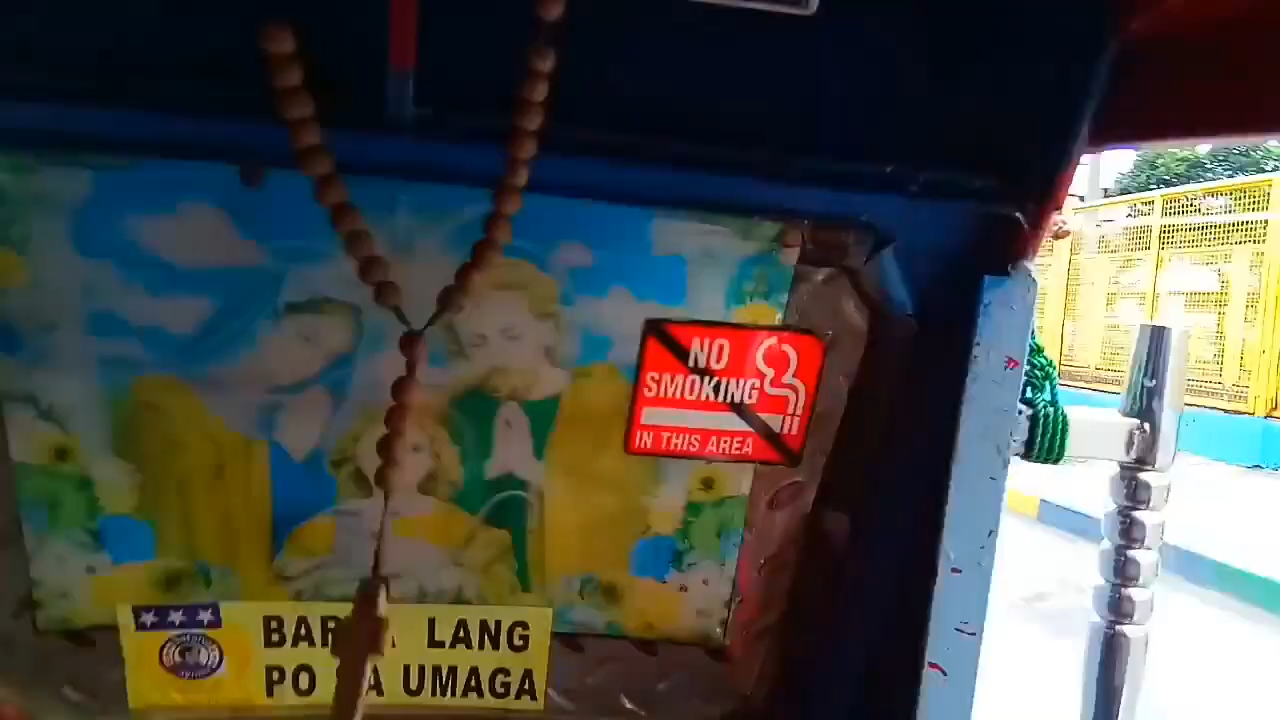 NO
SMOKING
IN THIS AREA
LANG
PO UMAGA